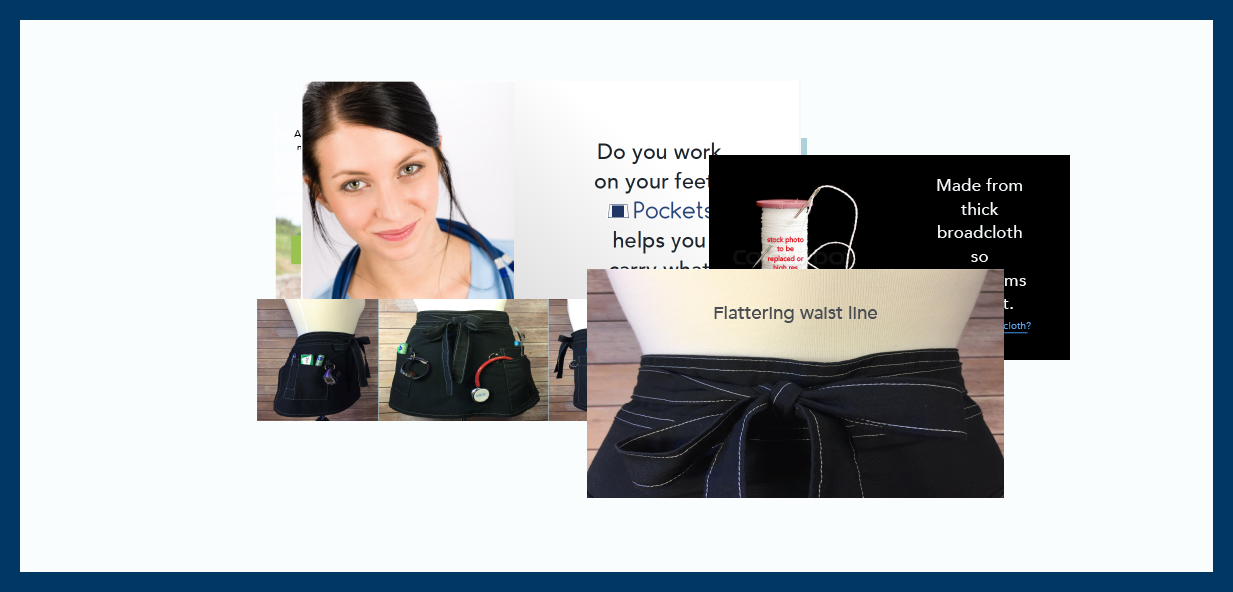 Do you work
on your feet
Pockets
helps you
carry what
Made from
thick
broadcloth
so
ms
t.
cloth?
stock photo
to be
replaced or
high res
Flattering waist line